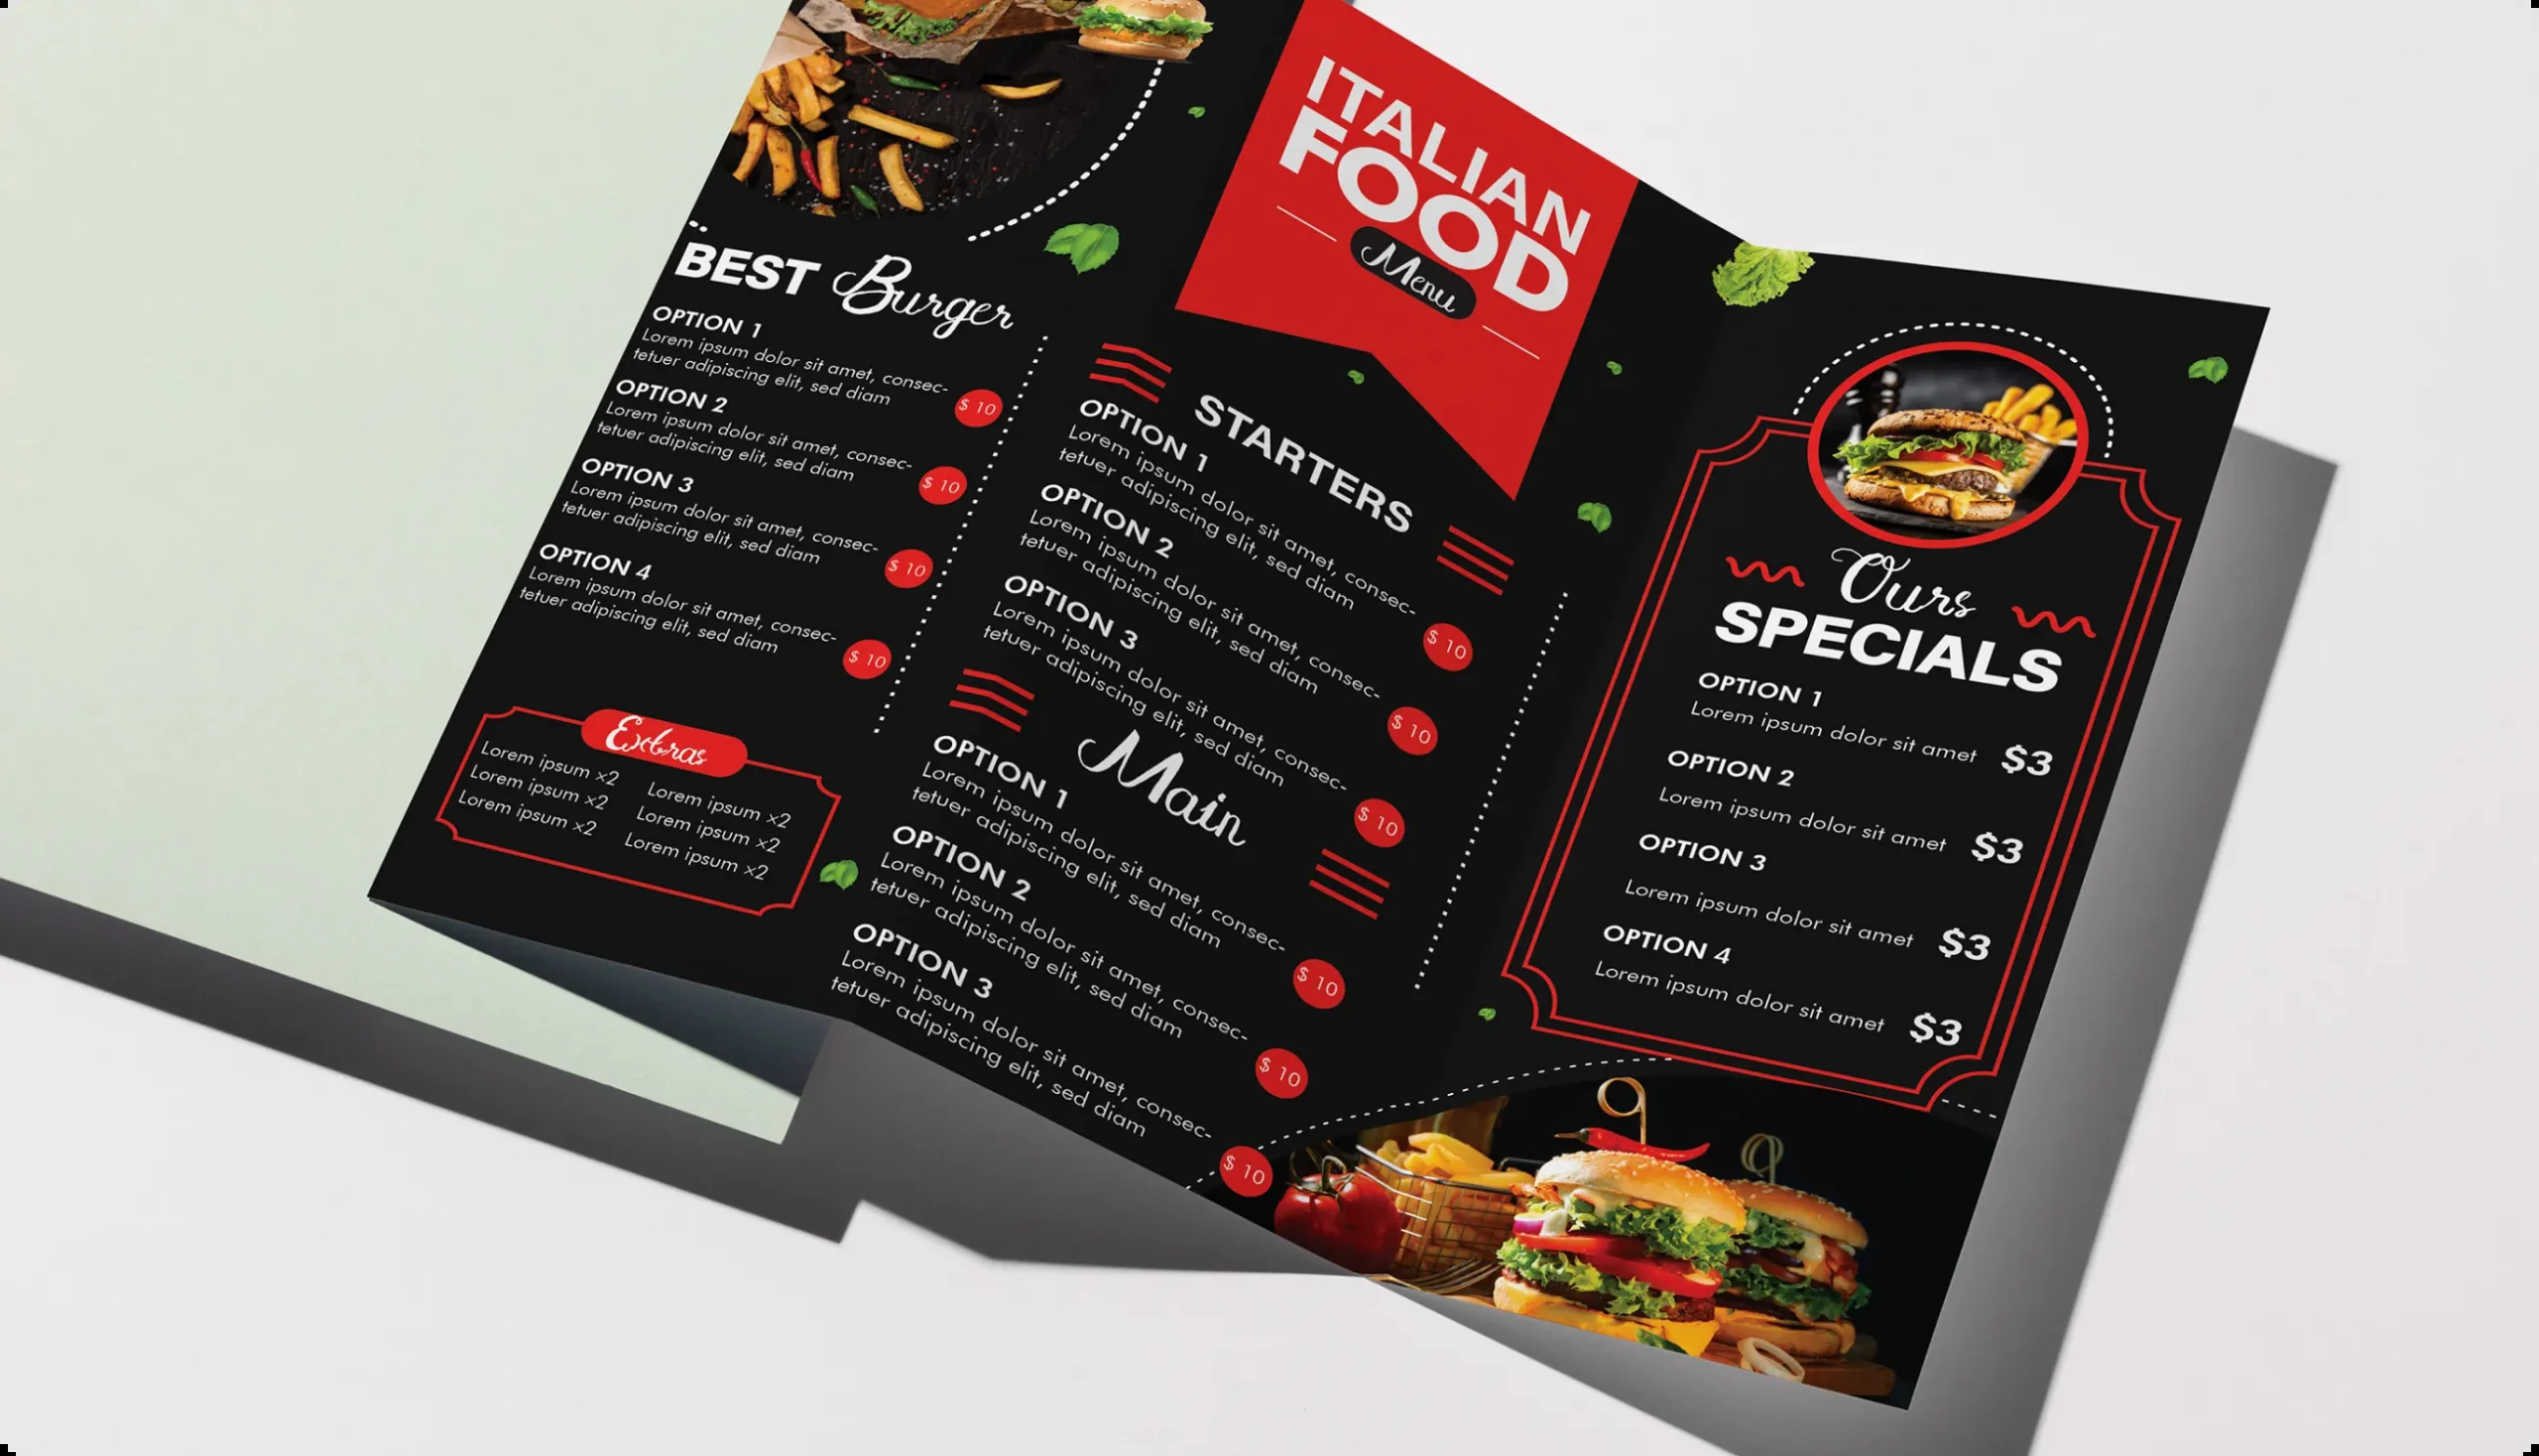 BEST Burger
OPTION 1
Lorem ipsum dolor sit amet, consec-
tetuer adipiscing elit, sed diam
$ 10
OPTION 2
Lorem ipsum dolor sit amet, consec-
tetuer adipiscing elit, sed diam
$ 10
OPTION 3
Lorem ipsum dolor sit amet, consec-
tetuer adipiscing elit, sed diam
$ 10
OPTION 4
Lorem ipsum dolor sit amet, consec-
tetuer adipiscing elit, sed diam
$ 10
Extras
Lorem ipsum x2
Lorem ipsum x2
Lorem ipsum x2
Lorem ipsum x2
Lorem ipsum x2
Lorem ipsum x2
ITALIAN
FOOD
Menu
STARTERS
OPTION 1
Lorem ipsum dolor sit amet, consec-
tetuer adipiscing elit, sed diam
$ 10
OPTION 2
Lorem ipsum dolor sit amet, consec-
tetuer adipiscing elit, sed diam
$ 10
OPTION 3
Lorem ipsum dolor sit amet, consec-
tetuer adipiscing elit, sed diam
$ 10
Main
OPTION 1
Lorem ipsum dolor sit amet, consec-
tetuer adipiscing elit, sed diam
$ 10
OPTION 2
Lorem ipsum dolor sit amet, consec-
tetuer adipiscing elit, sed diam
$ 10
OPTION 3
Lorem ipsum dolor sit amet, consec-
tetuer adipiscing elit, sed diam
$ 10
Ours
SPECIALS
OPTION 1
Lorem ipsum dolor sit amet $3
OPTION 2
Lorem ipsum dolor sit amet $3
OPTION 3
Lorem ipsum dolor sit amet $3
OPTION 4
Lorem ipsum dolor sit amet $3